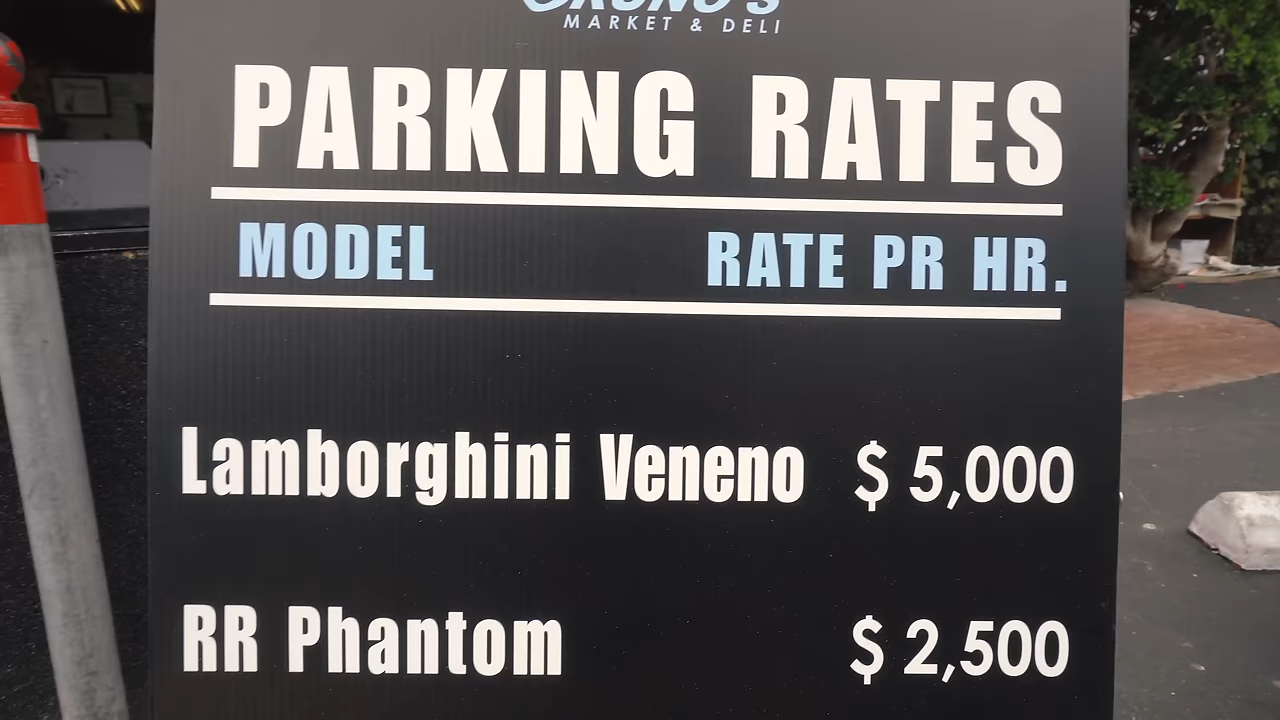 MARKET & DELI
PARKING RATES
MODEL RATE PR HR.
Lamborghini Veneno $ 5,000
RR Phantom $ 2,500